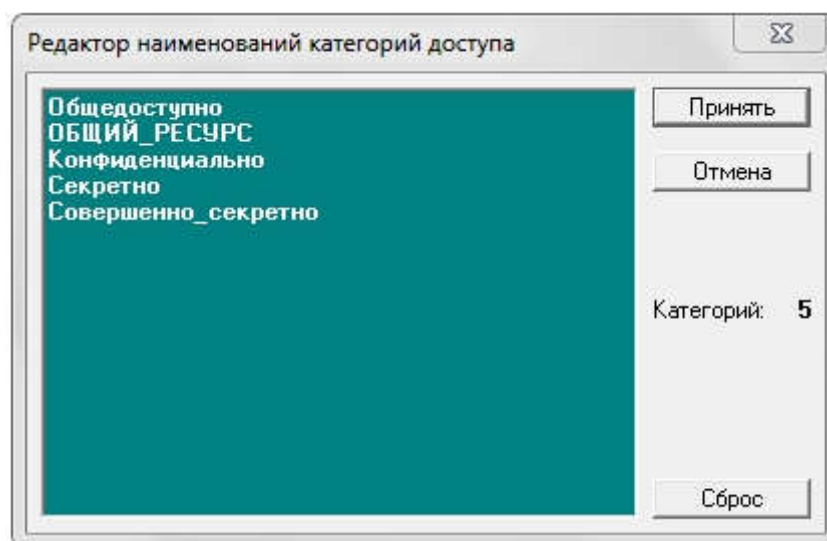 Редактор наименований категорий доступа
Общедоступно
ОБЩИЙ_РЕСУРС
Конфиденциально
Секретно
Совершенно_секретно
Принять
Отмена
Категорий: 5
Сброс